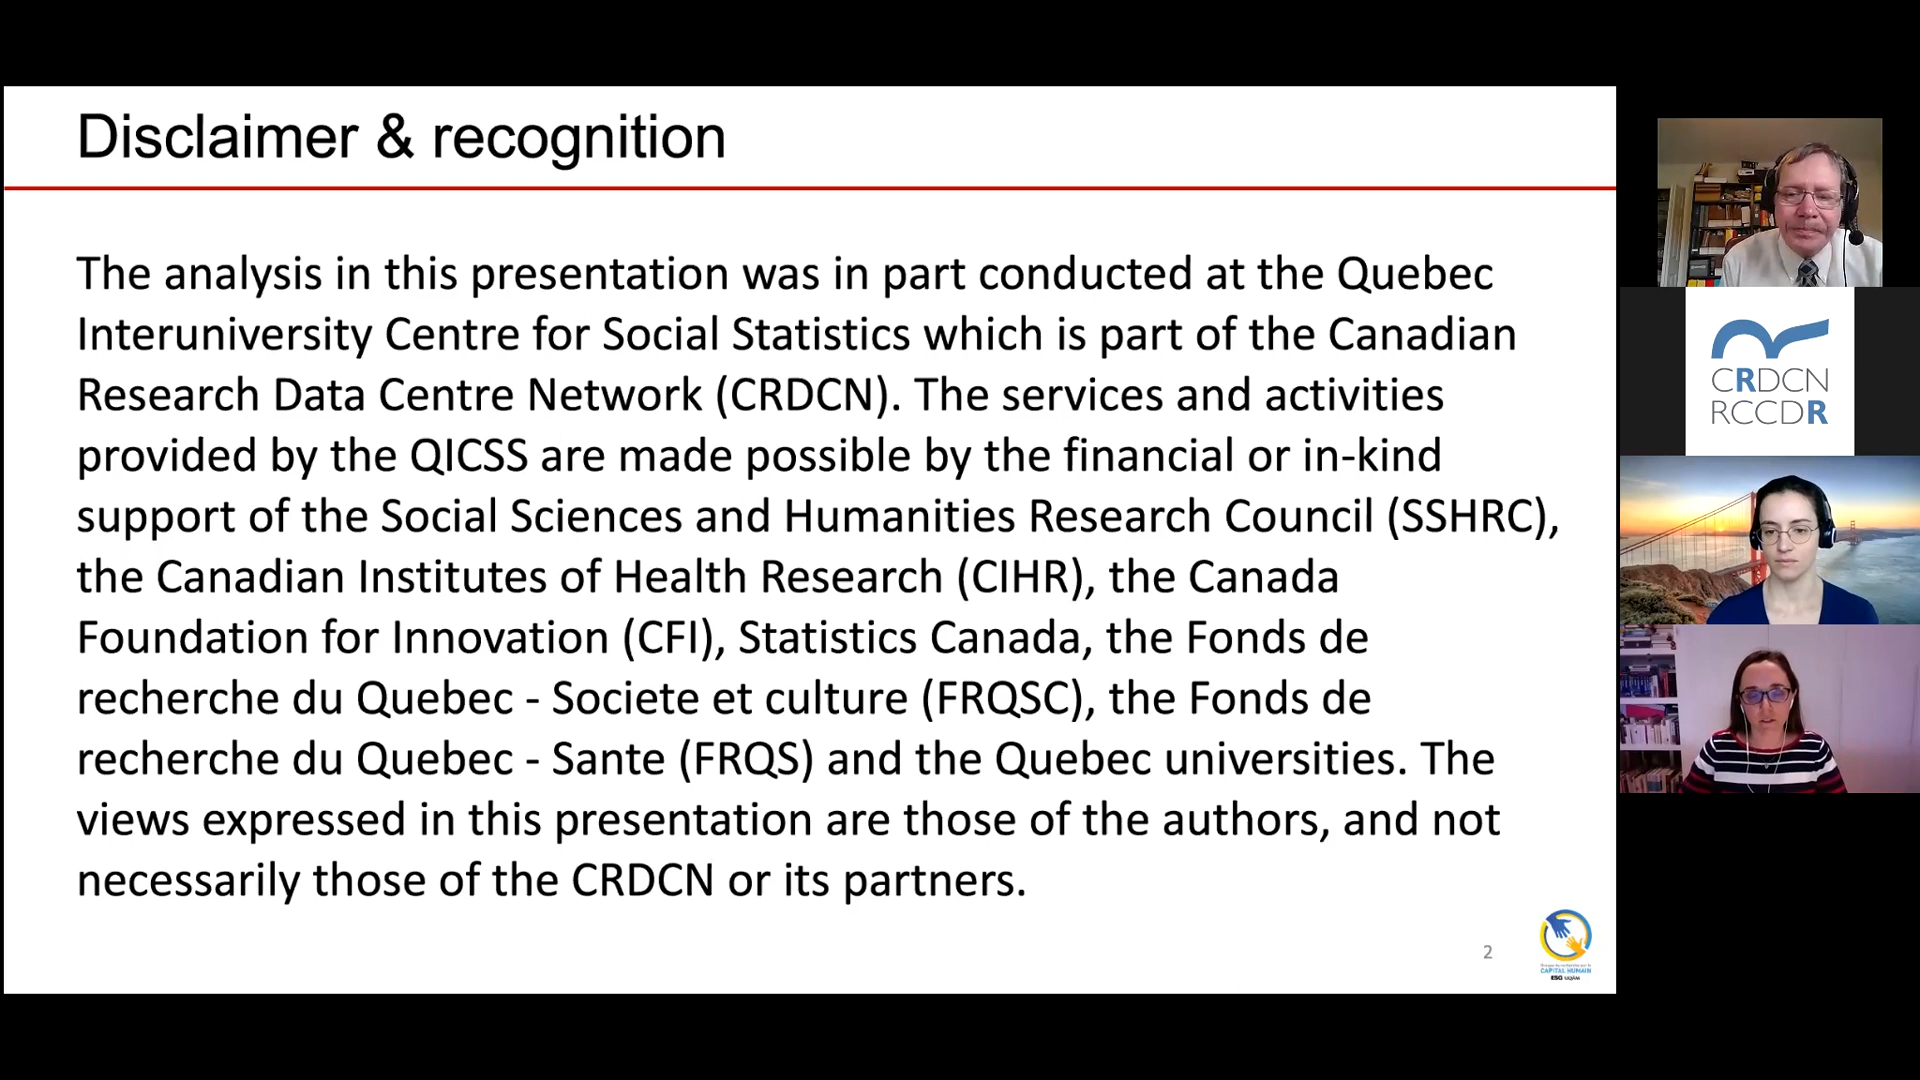 Disclaimer & recognition
The analysis in this presentation was in part conducted at the Quebec
Interuniversity Centre for Social Statistics which is part of the Canadian
Research Data Centre Network (CRDCN). The services and activities
provided by the QICSS are made possible by the financial or in-kind
support of the Social Sciences and Humanities Research Council (SSHRC),
the Canadian Institutes of Health Research (CIHR), the Canada
Foundation for Innovation (CFI), Statistics Canada, the Fonds de
recherche du Quebec - Societe et culture (FRQSC), the Fonds de
recherche du Quebec - Sante (FRQS) and the Quebec universities. The
views expressed in this presentation are those of the authors, and not
necessarily those of the CRDCN or its partners.
2
CAPITAL HUMAIN
ESG UQAM
CRDCN
RCCDR